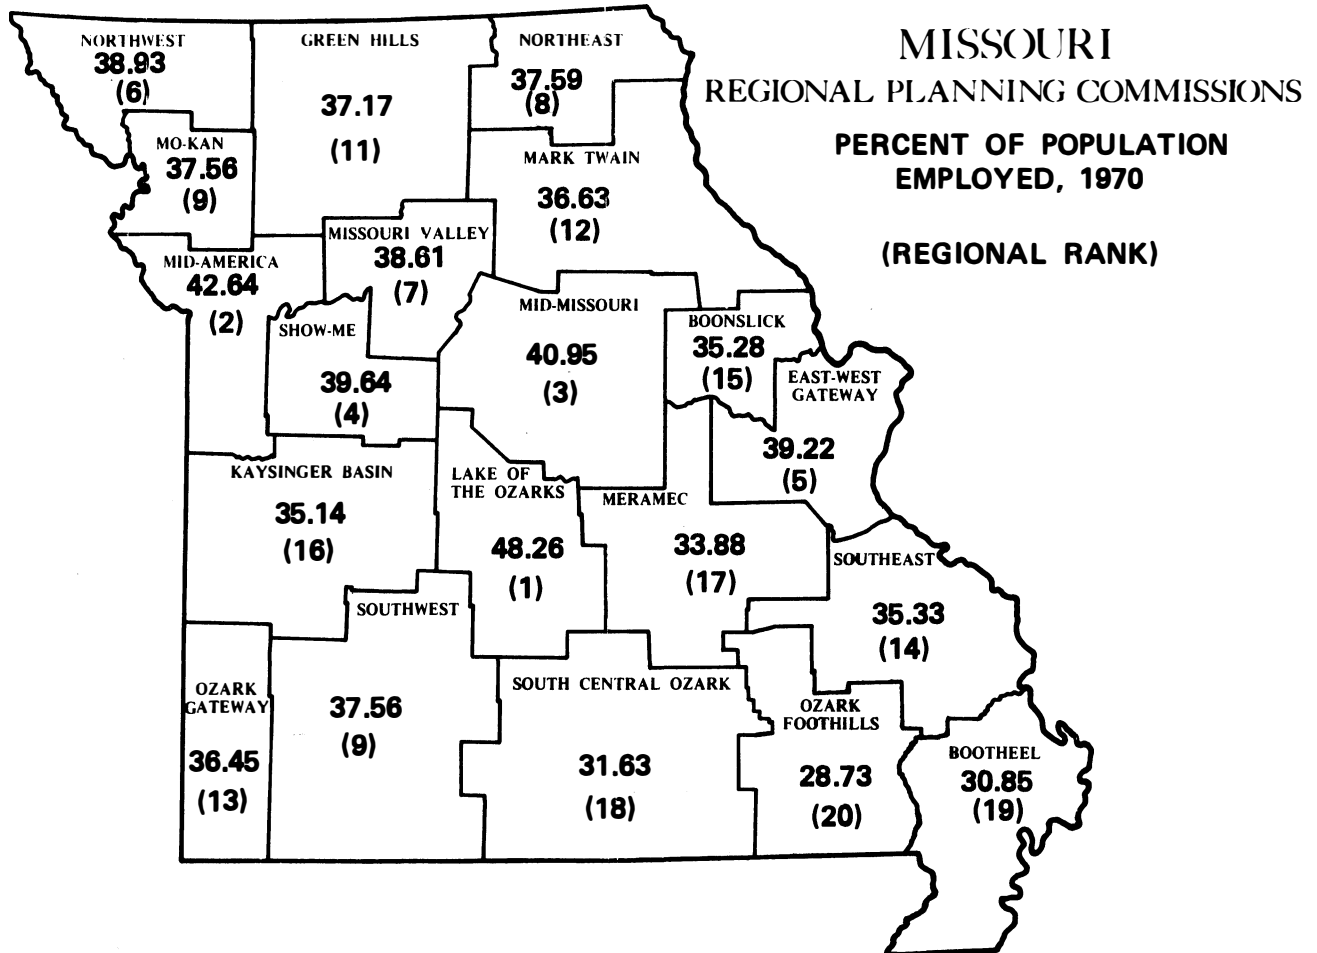 MISSOURI
REGIONAL PLANNING COMMISSIONS
PERCENT OF POPULATION
EMPLOYED, 1970
(REGIONAL RANK)
NORTHWEST
38.93
(6)
GREEN HILLS
37.17
(11)
NORTHEAST
37.59
(8)
MO-KAN
37.56
(9)
MARK TWAIN
36.63
(12)
MISSOURI VALLEY
38.61
(7)
MID-AMERICA
42.64
(2)
SHOW-ME
39.64
(4)
MID-MISSOURI
40.95
(3)
BOONSLICK
35.28
(15)
EAST-WEST
GATEWAY
39.22
(5)
KAYSINGER BASIN
35.14
(16)
LAKE OF
THE OZARKS
48.26
(1)
MERAMEC
33.88
(17)
SOUTHEAST
35.33
(14)
SOUTHWEST
37.56
(9)
OZARK
GATEWAY
36.45
(13)
SOUTH CENTRAL OZARK
31.63
(18)
OZARK
FOOTHILLS
28.73
(20)
BOOTHEEL
30.85
(19)